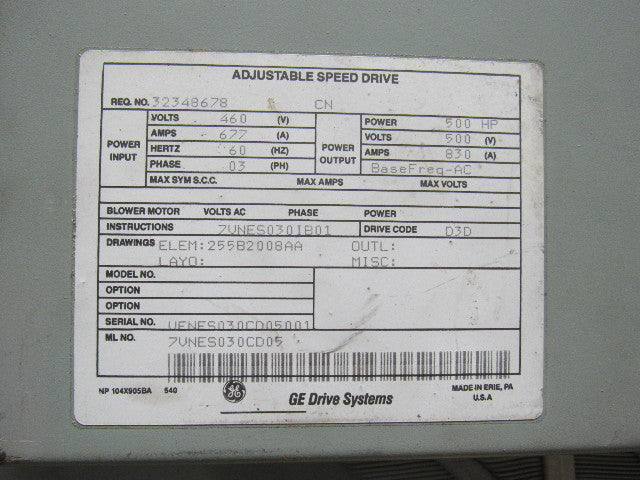 ADJUSTABLE SPEED DRIVE
REQ. NO. 32348678 CN
POWER INPUT
VOLTS 460 (V)
AMPS 677 (A)
HERTZ 60 (HZ)
PHASE 03 (PH)
POWER OUTPUT
POWER 500 HP
VOLTS 500 (V)
AMPS 830 (A)
BaseFreq-AC
MAX SYM S.C.C. MAX AMPS MAX VOLTS
BLOWER MOTOR VOLTS AC PHASE POWER
INSTRUCTIONS 7VNES030IB01 DRIVE CODE D3D
DRAWINGS ELEM:255B2008AA OUTL:
LAYO: MISC:
MODEL NO.
OPTION
OPTION
SERIAL NO. VENES030CD05001
ML NO. 7VNES030CD05
NP 104X905BA 540 GE GE Drive Systems MADE IN ERIE, PA
U.S.A